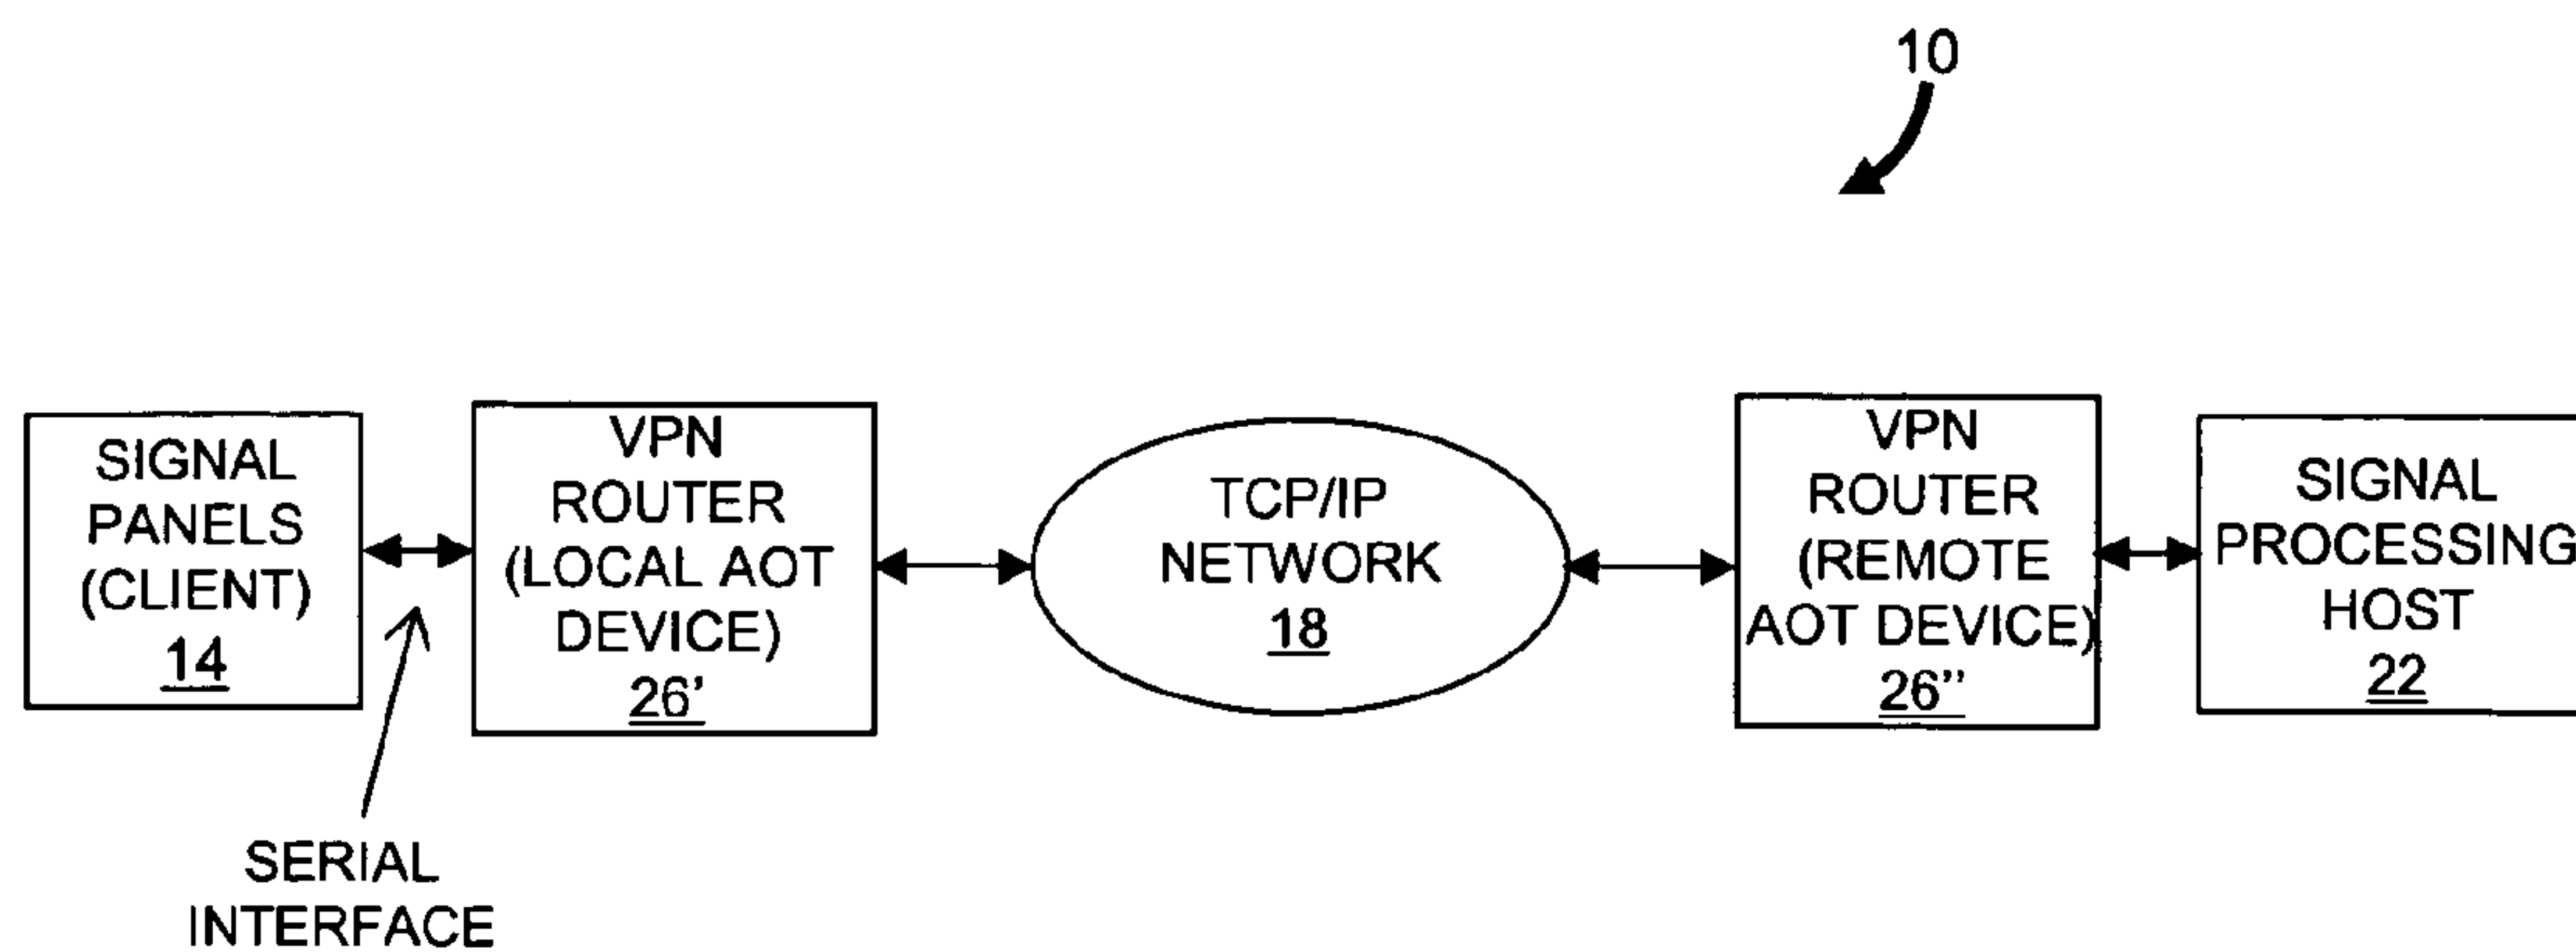 10
SIGNAL
PANELS
(CLIENT)
14
VPN
ROUTER
(LOCAL AOT
DEVICE)
26'
TCP/IP
NETWORK
18
VPN
ROUTER
(REMOTE
AOT DEVICE)
26''
SIGNAL
PROCESSING
HOST
22
SERIAL
INTERFACE